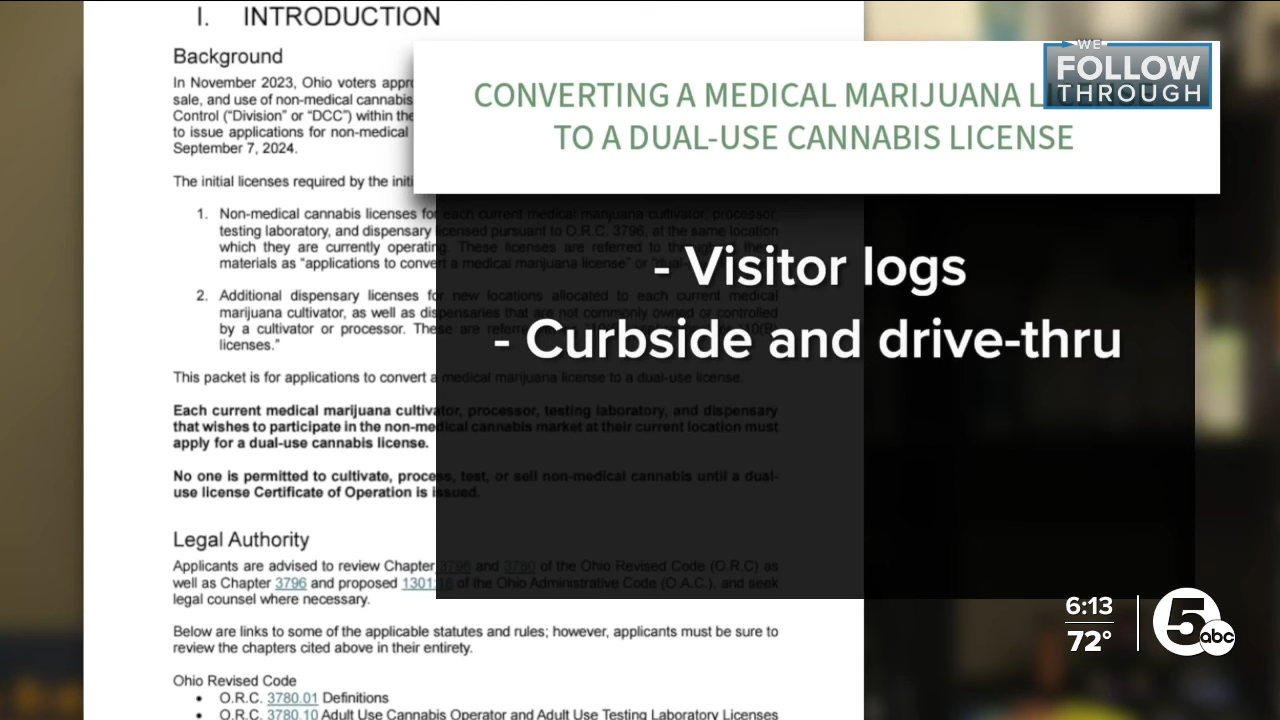 I. INTRODUCTION
Background
In November 2023, Ohio voters
sale, and use of non-medical cannabis
Control ("Division" or "DCC") within the
to issue applications for non-medical
September 7, 2024.
The initial licenses required by the
1. Non-medical cannabis licenses for each current medical marijuana cultivator, processor,
testing laboratory, and dispensary licensed pursuant to O.R.C. 3796, at the same location
which they are currently operating. These licenses are referred to throughout these
materials as "applications to convert a medical marijuana license" or
2. Additional dispensary licenses for new locations allocated to each current medical
marijuana cultivator, as well as dispensaries that are not commonly owned or controlled
by a cultivator or processor. These are
licenses."
This packet is for applications to convert a medical marijuana license to a dual-use license.
Each current medical marijuana cultivator, processor, testing laboratory, and dispensary
that wishes to participate in the non-medical cannabis market at their current location must
apply for a dual-use cannabis license.
No one is permitted to cultivate, process, test, or sell non-medical cannabis until a dual-
use license Certificate of Operation is issued.
Legal Authority
Applicants are advised to review Chapter 3796 and 3780 of the Ohio Revised Code (O.R.C) as
well as Chapter 3796 and proposed 1301:18 of the Ohio Administrative Code (O.A.C.), and seek
legal counsel where necessary.
Below are links to some of the applicable statutes and rules; however, applicants must be sure to
review the chapters cited above in their entirety.
Ohio Revised Code
• O.R.C. 3780.01 Definitions
• O.R.C. 3780.10 Adult Use Cannabis Operator and Adult Use Testing Laboratory Licenses
CONVERTING A MEDICAL MARIJUANA
TO A DUAL-USE CANNABIS LICENSE
WE
FOLLOW
THROUGH
- Visitor logs
- Curbside and drive-thru
6:13
72°
5
abc